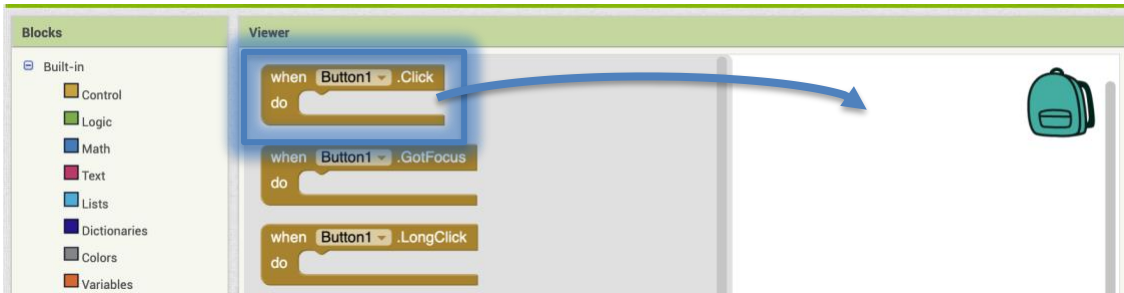 Blocks
Built-in
Control
Logic
Math
Text
Lists
Dictionaries
Colors
Variables
Viewer
when Button1 .Click
do
when Button1 .GotFocus
do
when Button1 .LongClick
do